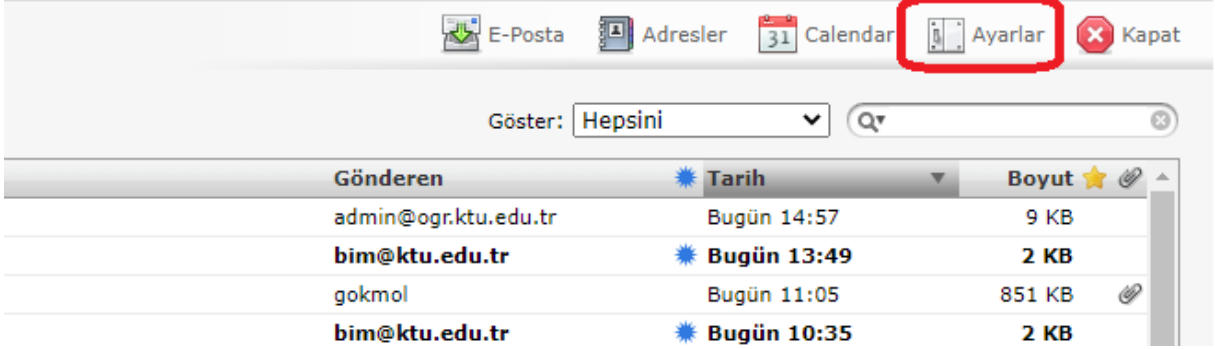 E-Posta Adresler 31 Calendar Ayarlar Kapat
Göster: Hepsini
Gönderen Tarih Boyut
admin@ogr.ktu.edu.tr Bugün 14:57 9 KB
bim@ktu.edu.tr Bugün 13:49 2 KB
gokmol Bugün 11:05 851 KB
bim@ktu.edu.tr Bugün 10:35 2 KB